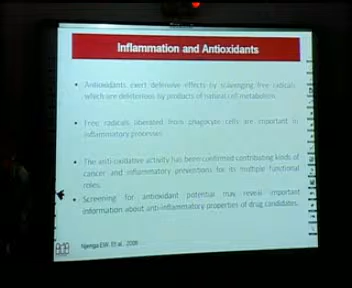 Inflammation and Antioxidants
• Antioxidants exert defensive effects by scavenging free radicals
which are deleterious by products of natural cell metabolism.
• Free radicals liberated from phagocyte cells are important in
inflammatory processes
• The anti-oxidative activity has been confirmed contributing kinds of
cancer and inflammatory preventions for its multiple functional
roles.
• Screening for antioxidant potential may reveal important
information about anti-inflammatory properties of drug candidates.
Njenga EW. Et al., 2009